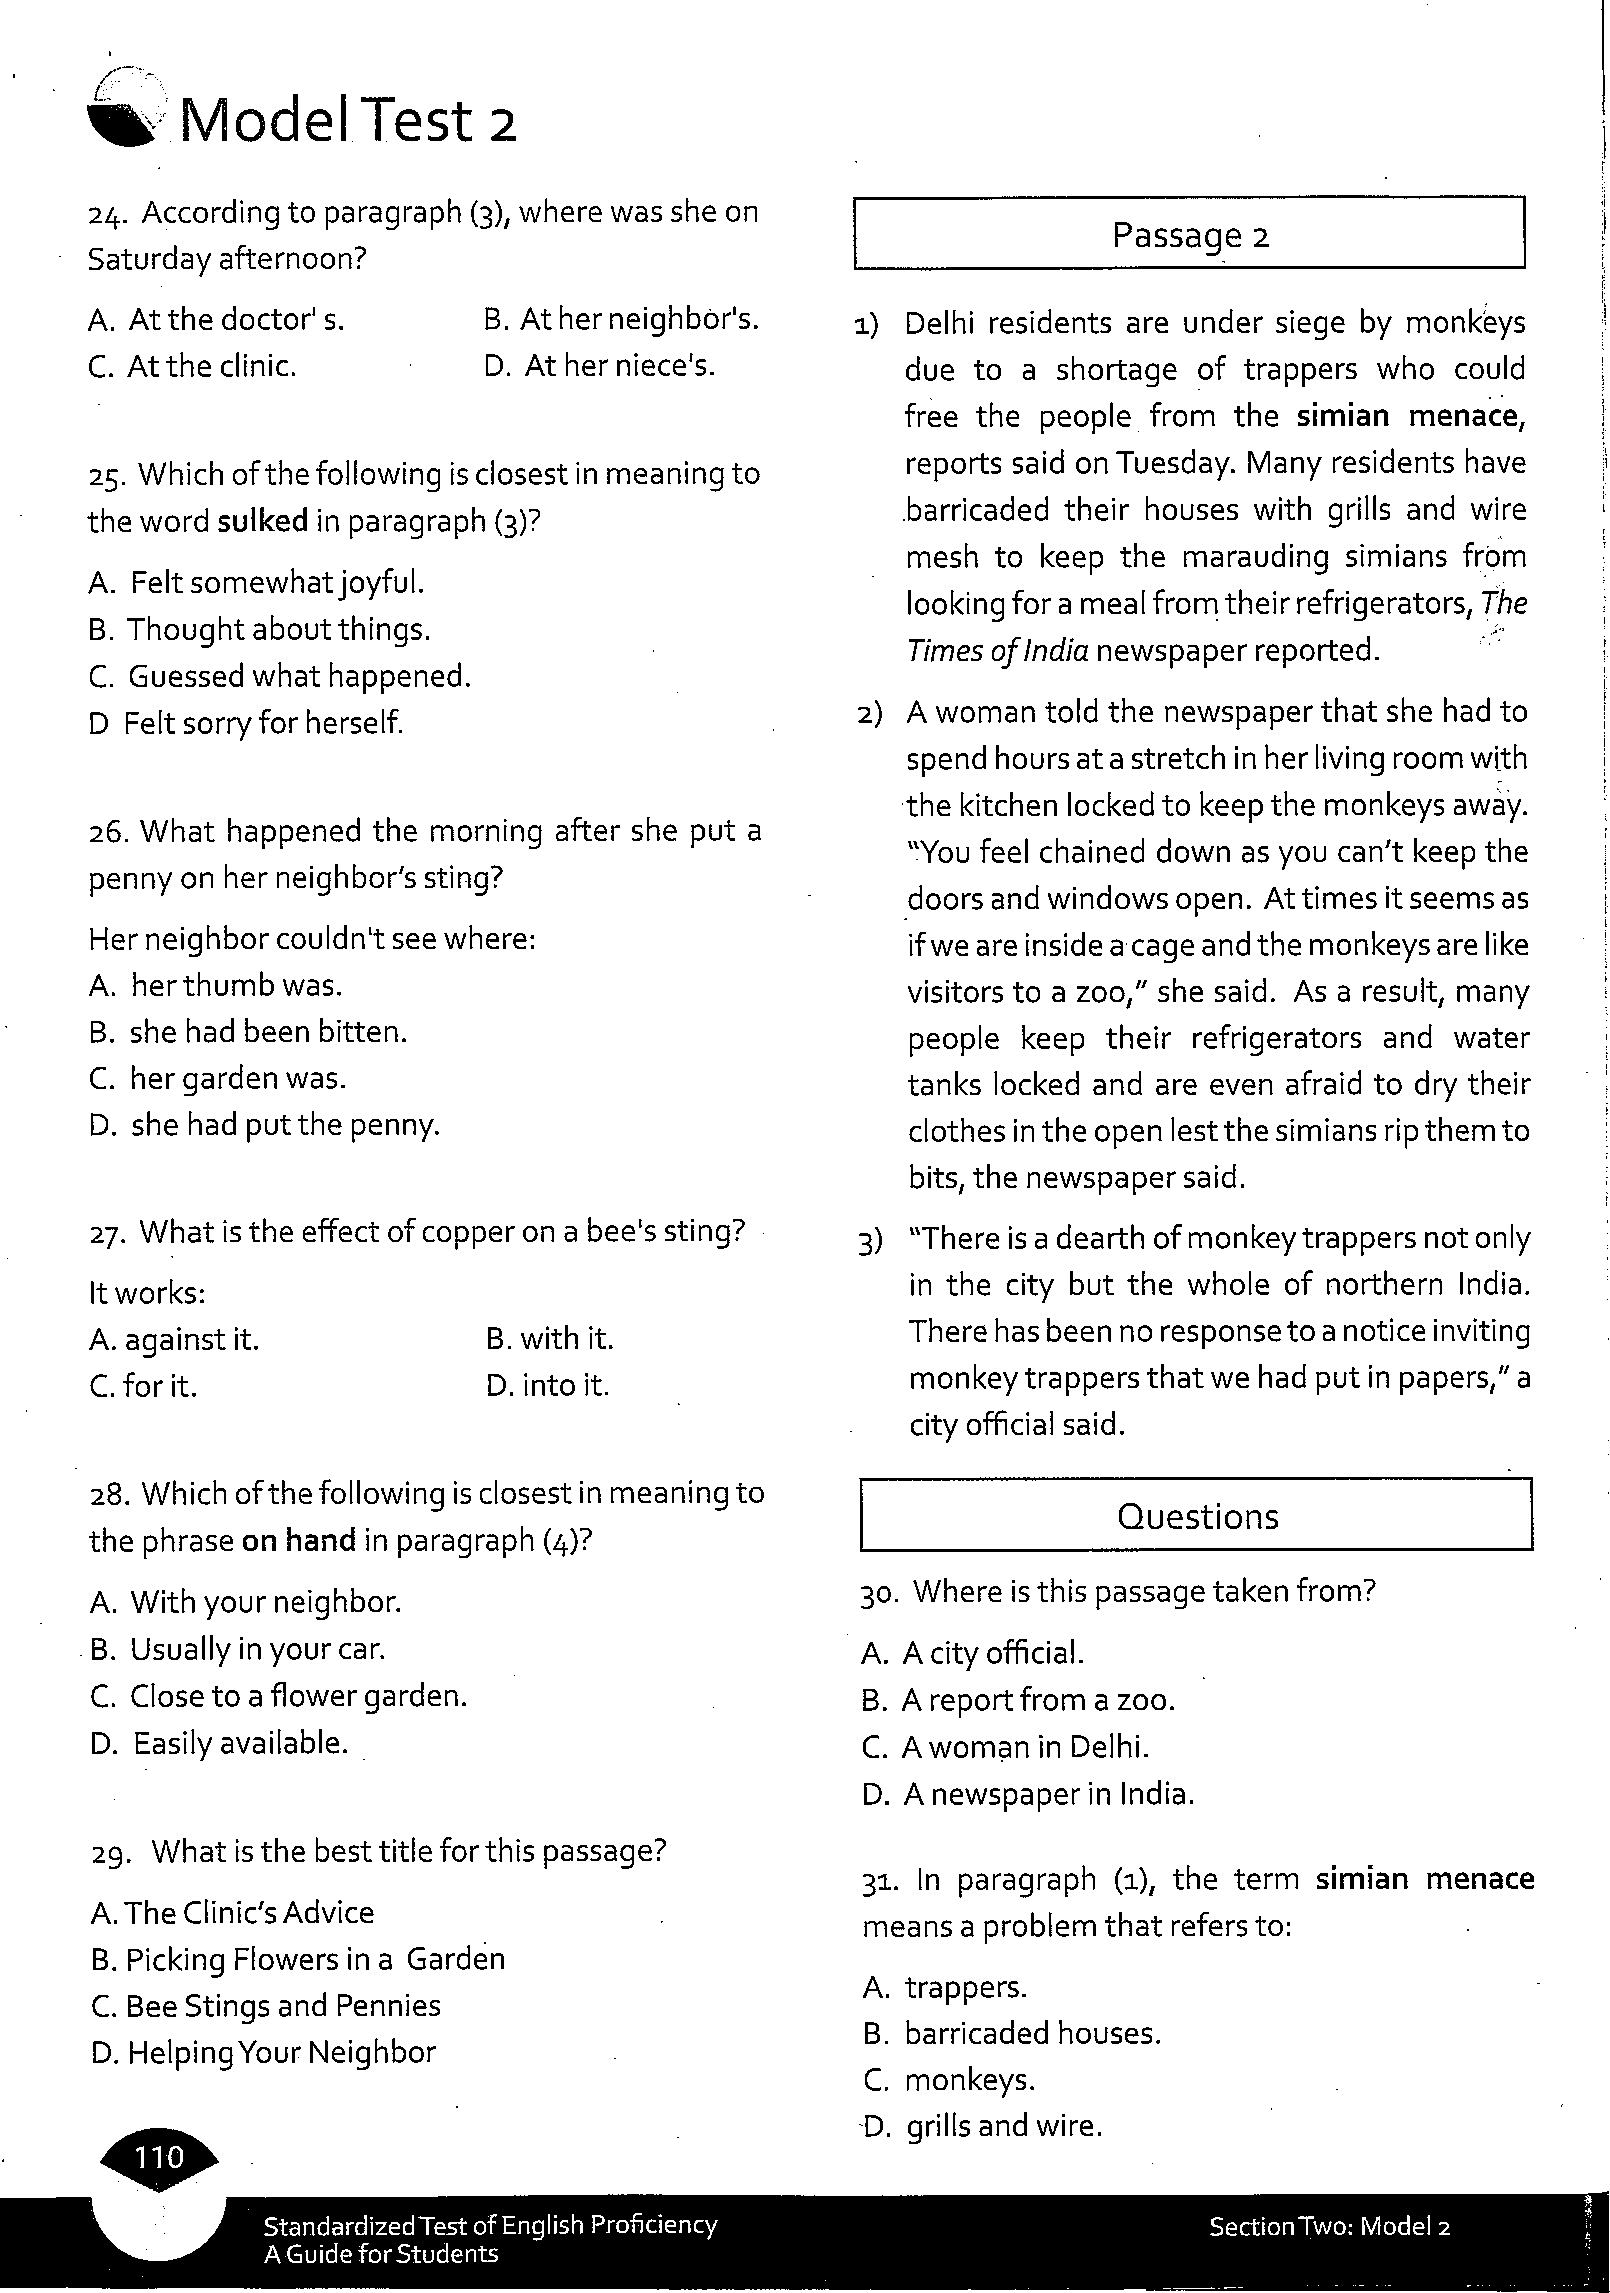 Model Test 2
24. According to paragraph (3), where was she on
Saturday afternoon?
A. At the doctor' s.
B. At her neighbor's.
C. At the clinic.
D. At her niece's.
25. Which of the following is closest in meaning to
the word sulked in paragraph (3)?
A. Felt somewhat joyful.
B. Thought about things.
C. Guessed what happened.
D Felt sorry for herself.
26. What happened the morning after she put a
penny on her neighbor's sting?
Her neighbor couldn't see where:
A. her thumb was.
B. she had been bitten.
C. her garden was.
D. she had put the penny.
27. What is the effect of copper on a bee's sting?
It works:
A. against it.
B. with it.
C. for it.
D. into it.
28. Which of the following is closest in meaning to
the phrase on hand in paragraph (4)?
A. With your neighbor.
B. Usually in your car.
C. Close to a flower garden.
D. Easily available.
29. What is the best title for this passage?
A. The Clinic's Advice
B. Picking Flowers in a Garden
C. Bee Stings and Pennies
D. Helping Your Neighbor
Passage 2
1) Delhi residents are under siege by monkeys
due to a shortage of trappers who could
free the people from the simian menace,
reports said on Tuesday. Many residents have
barricaded their houses with grills and wire
mesh to keep the marauding simians from
looking for a meal from their refrigerators, The
Times of India newspaper reported.
2) A woman told the newspaper that she had to
spend hours at a stretch in her living room with
the kitchen locked to keep the monkeys away.
"You feel chained down as you can't keep the
doors and windows open. At times it seems as
if we are inside a cage and the monkeys are like
visitors to a zoo," she said. As a result, many
people keep their refrigerators and water
tanks locked and are even afraid to dry their
clothes in the open lest the simians rip them to
bits, the newspaper said.
3) "There is a dearth of monkey trappers not only
in the city but the whole of northern India.
There has been no response to a notice inviting
monkey trappers that we had put in papers," a
city official said.
Questions
30. Where is this passage taken from?
A. A city official.
B. A report from a zoo.
C. A woman in Delhi.
D. A newspaper in India.
31. In paragraph (1), the term simian menace
means a problem that refers to:
A. trappers.
B. barricaded houses.
C. monkeys.
D. grills and wire.
110
Standardized Test of English Proficiency
A Guide for Students
Section Two: Model 2